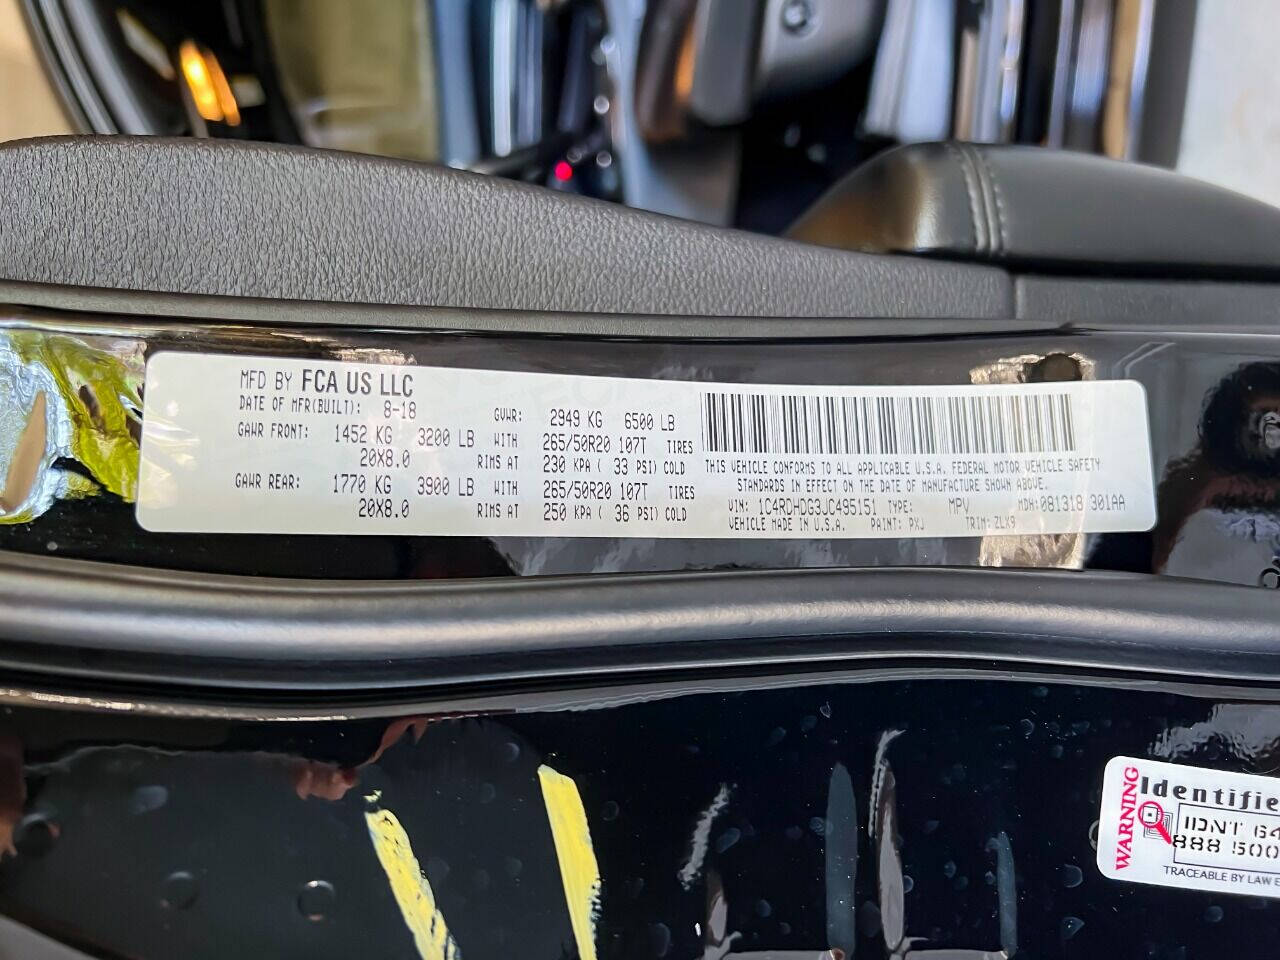 MFD BY FCA US LLC
DATE OF MFR(BUILT): 8-18 GVWR: 2949 KG 6500 LB
GAWR FRONT: 1452 KG 3200 LB WITH 265/50R20 107T TIRES
20X8.0 RIMS AT 230 KPA ( 33 PSI) COLD
GAWR REAR: 1770 KG 3900 LB WITH 265/50R20 107T TIRES
20X8.0 RIMS AT 250 KPA ( 36 PSI) COLD
THIS VEHICLE CONFORMS TO ALL APPLICABLE U.S.A. FEDERAL MOTOR VEHICLE SAFETY
STANDARDS IN EFFECT ON THE DATE OF MANUFACTURE SHOWN ABOVE.
VIN: 1C4RDHDG3JC495151 TYPE: MPV MDH: 081318 301AA
VEHICLE MADE IN U.S.A. PAINT: PXJ TRIM: ZLX9
WARNING
Identifie
IDNT 64
888 500
TRACEABLE BY LAW E